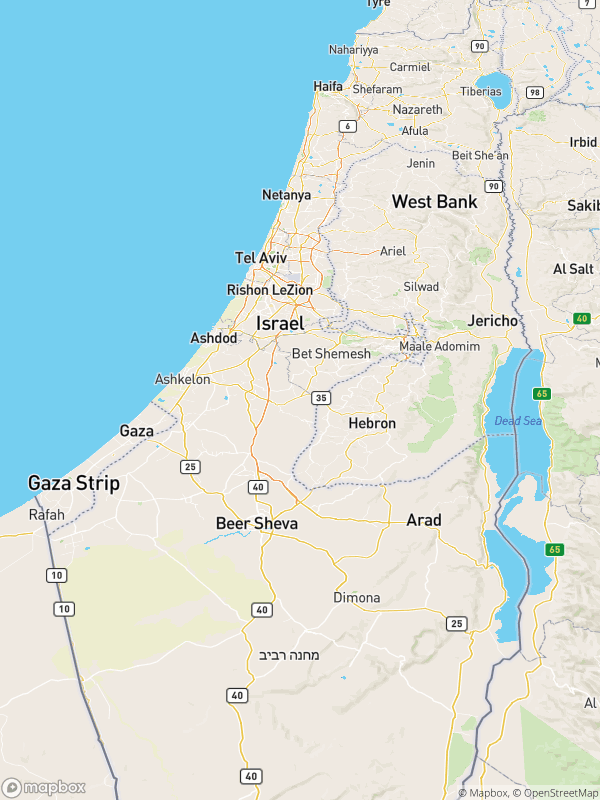 Tyre
7
Nahariyya
90
Carmiel
Haifa
Shefaram
Tiberias
98
Nazareth
6
Afula
Irbid
Jenin
Beit She'an
90
Netanya
West Bank
Sakib
Ariel
Tel Aviv
Al Salt
Silwad
Rishon LeZion
Israel
Jericho
40
Ashdod
Maale Adomim
Bet Shemesh
Ashkelon
35
65
Dead Sea
Gaza
Hebron
25
Gaza Strip
40
Rafah
Beer Sheva
Arad
65
10
Dimona
10
40
25
מחנה רביב
40
Al
40
mapbox
© Mapbox, © OpenStreetMap